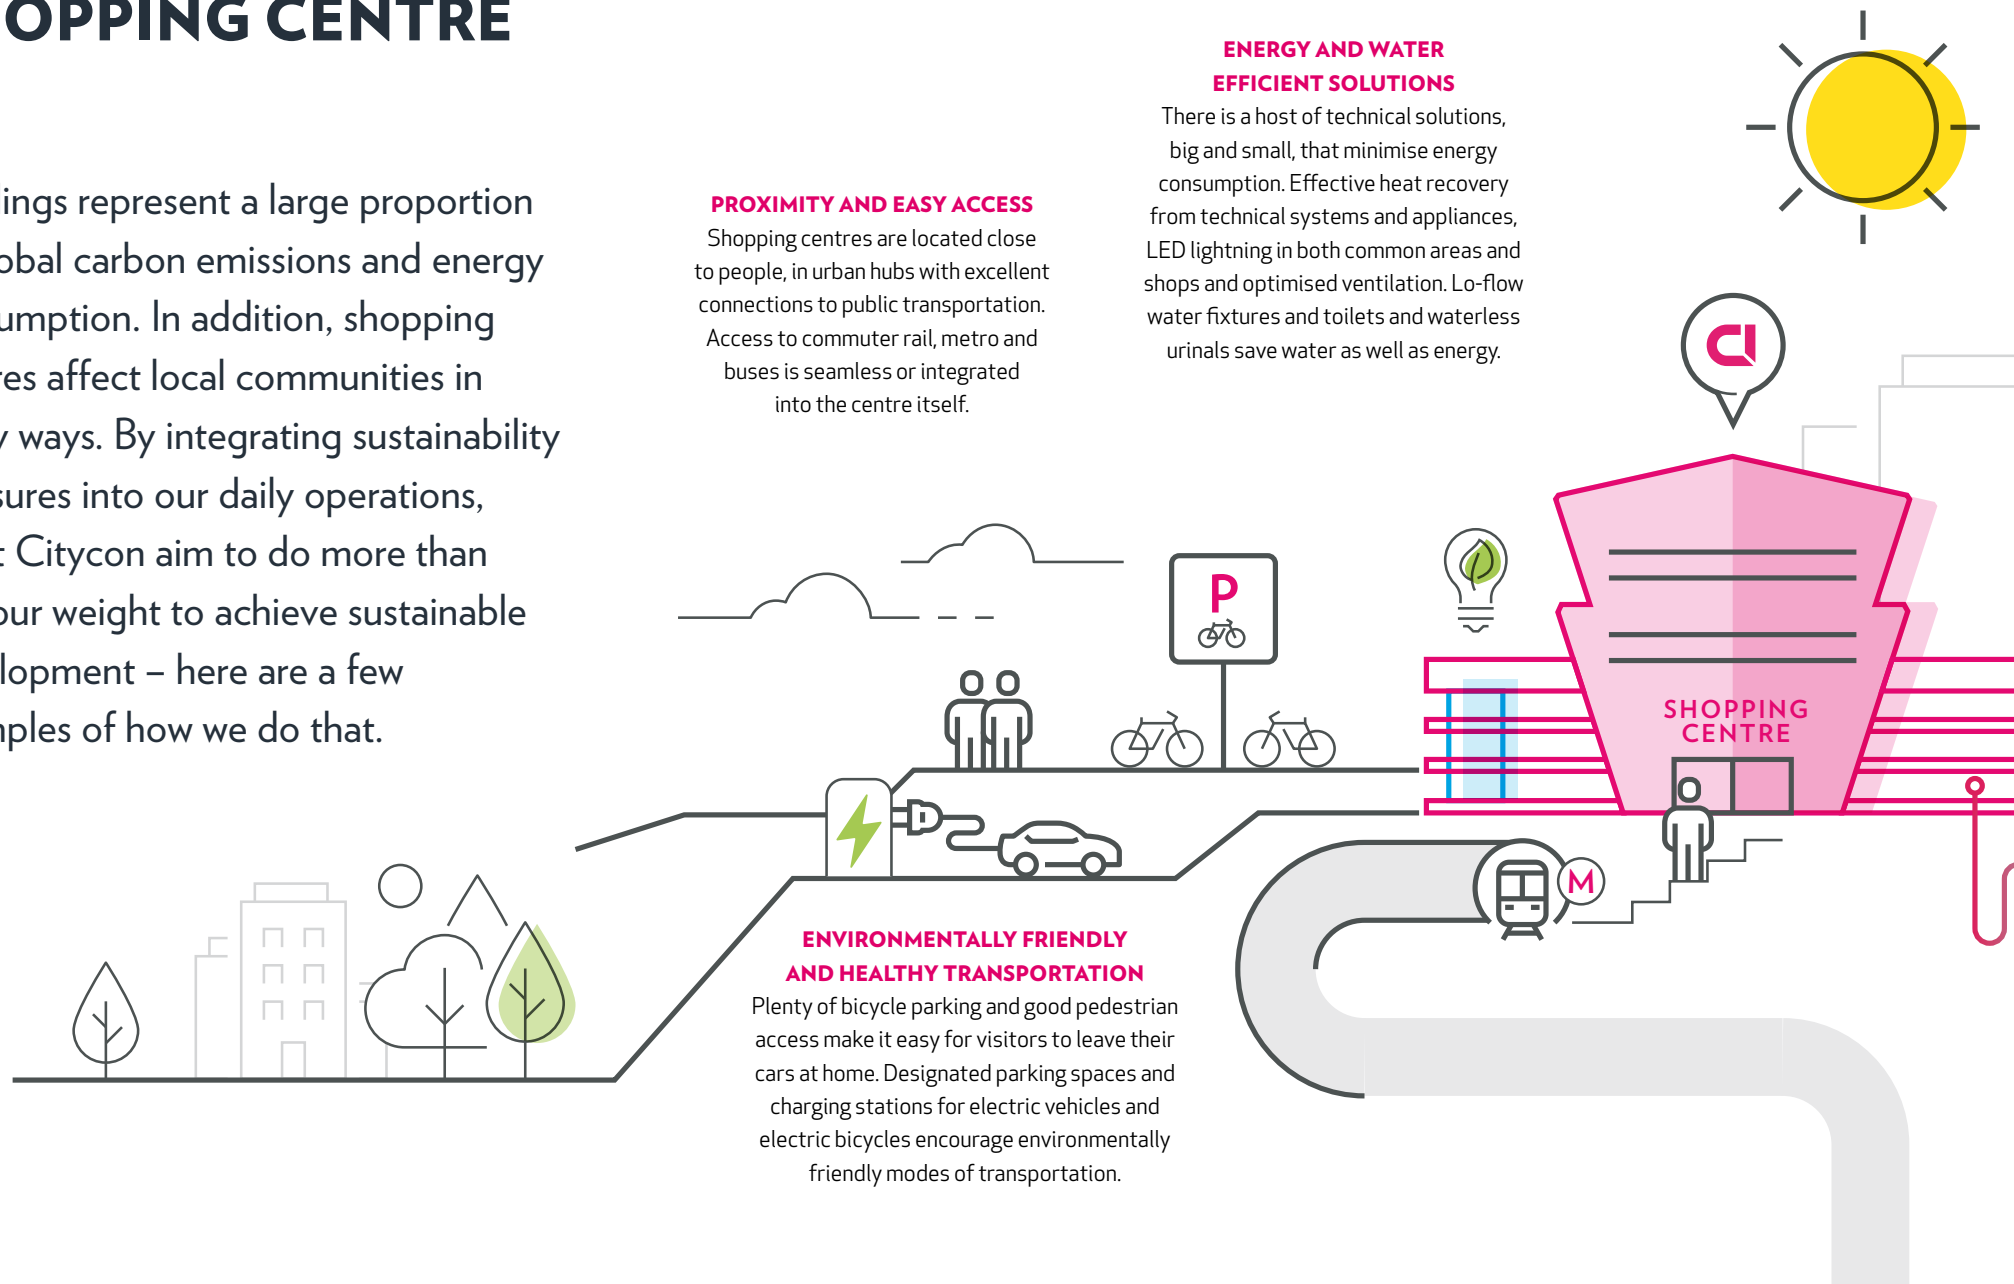 OPPING CENTRE
ings represent a large proportion
obal carbon emissions and energy
umption. In addition, shopping
res affect local communities in
y ways. By integrating sustainability
sures into our daily operations,
t Citycon aim to do more than
our weight to achieve sustainable
lopment – here are a few
ples of how we do that.
PROXIMITY AND EASY ACCESS
Shopping centres are located close
to people, in urban hubs with excellent
connections to public transportation.
Access to commuter rail, metro and
buses is seamless or integrated
into the centre itself.
ENERGY AND WATER
EFFICIENT SOLUTIONS
There is a host of technical solutions,
big and small, that minimise energy
consumption. Effective heat recovery
from technical systems and appliances,
LED lightning in both common areas and
shops and optimised ventilation. Lo-flow
water fixtures and toilets and waterless
urinals save water as well as energy.
P
SHOPPING
CENTRE
M
ENVIRONMENTALLY FRIENDLY
AND HEALTHY TRANSPORTATION
Plenty of bicycle parking and good pedestrian
access make it easy for visitors to leave their
cars at home. Designated parking spaces and
charging stations for electric vehicles and
electric bicycles encourage environmentally
friendly modes of transportation.